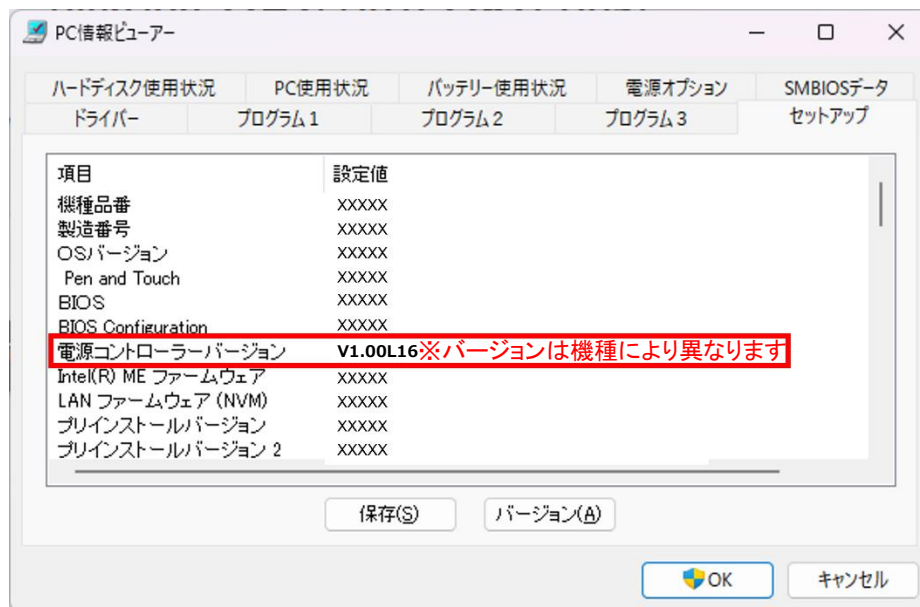 PC情報ビューアー
ハードディスク使用状況 PC使用状況 バッテリー使用状況 電源オプション SMBIOSデータ
ドライバー プログラム1 プログラム2 プログラム3 セットアップ
項目 設定値
機種品番 XXXXX
製造番号 XXXXX
OSバージョン XXXXX
Pen and Touch XXXXX
BIOS XXXXX
BIOS Configuration XXXXX
電源コントローラーバージョン V1.00L16※バージョンは機種により異なります
Intel(R) ME ファームウェア XXXXX
LAN ファームウェア (NVM) XXXXX
プリインストールバージョン XXXXX
プリインストールバージョン 2 XXXXX
保存(S) バージョン(A)
OK キャンセル